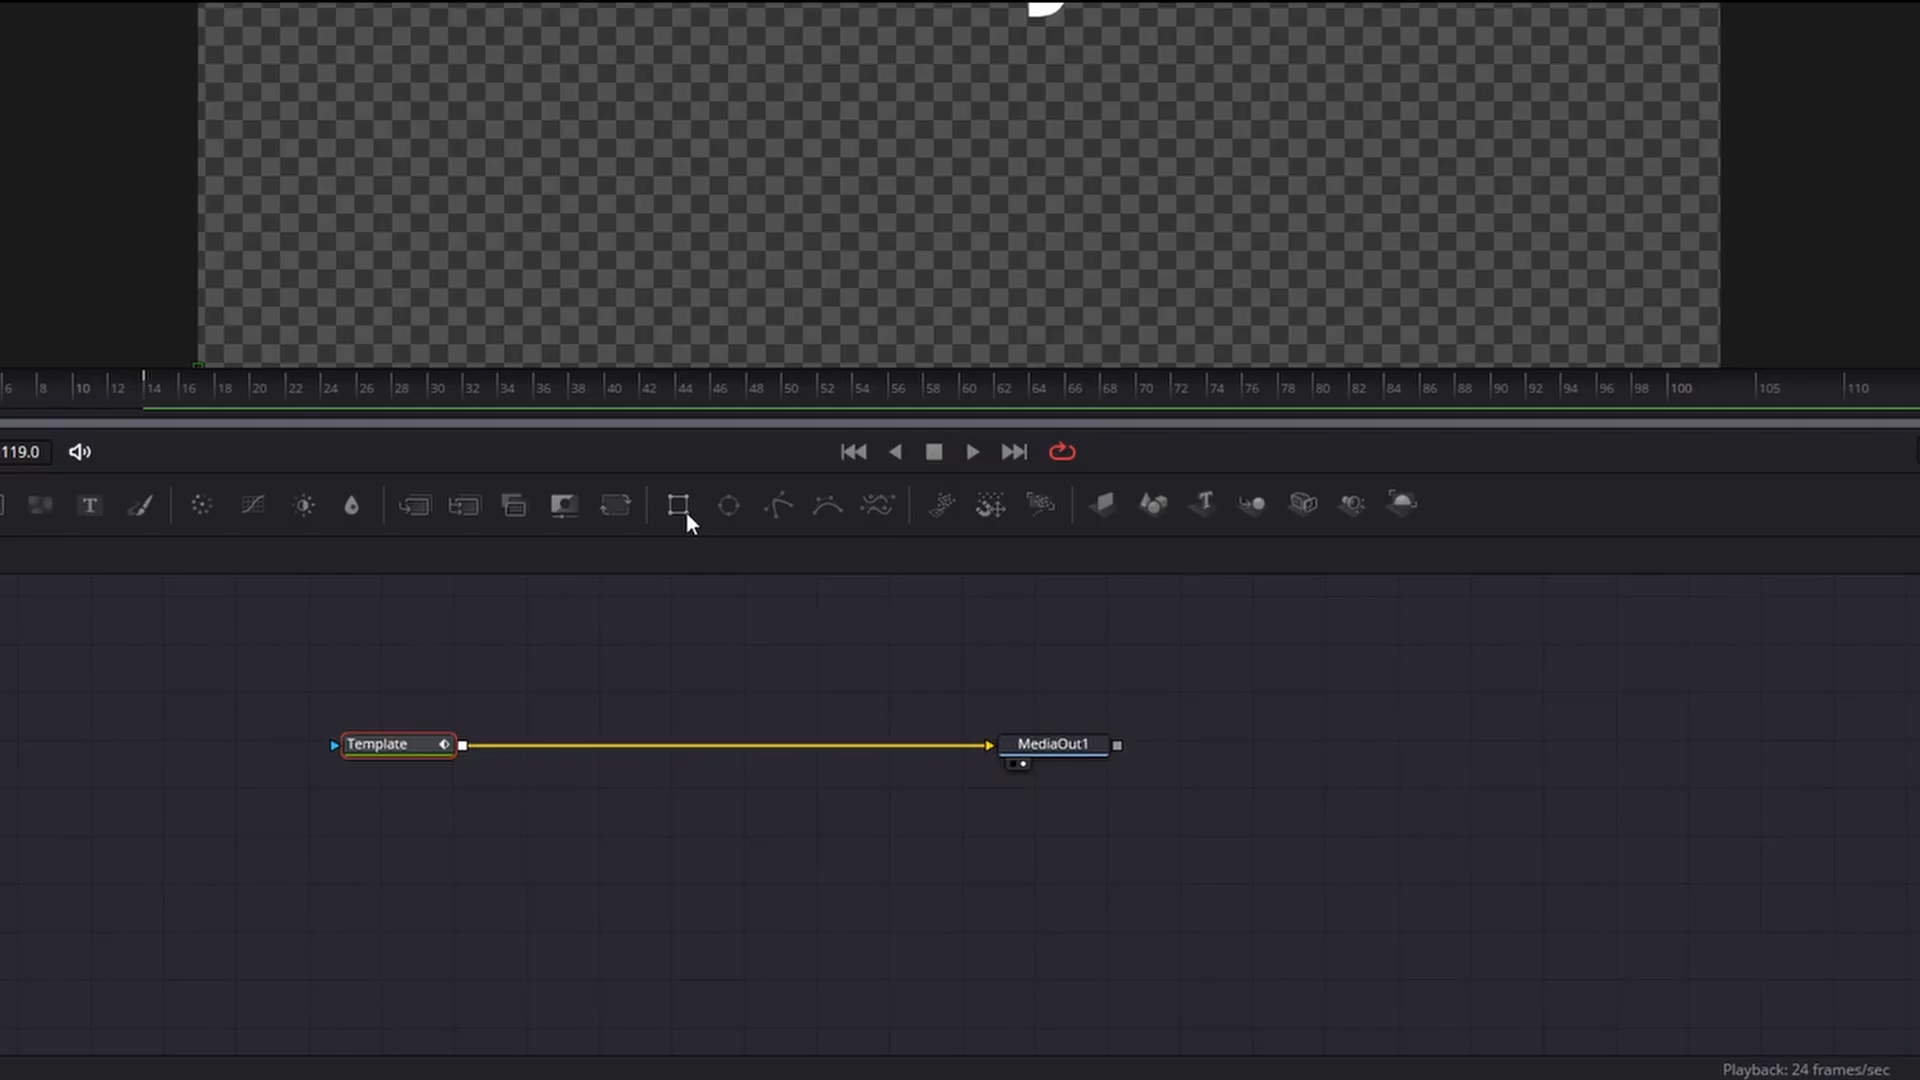 6 8 10 12 14 16 18 20 22 24 26 28 30 32 34 36 38 40 42 44 46 48 50 52 54 56 58 60 62 64 66 68 70 72 74 76 78 80 82 84 86 88 90 92 94 96 98 100 105 110
119.0
T
Template
MediaOut1
Playback: 24 frames/sec